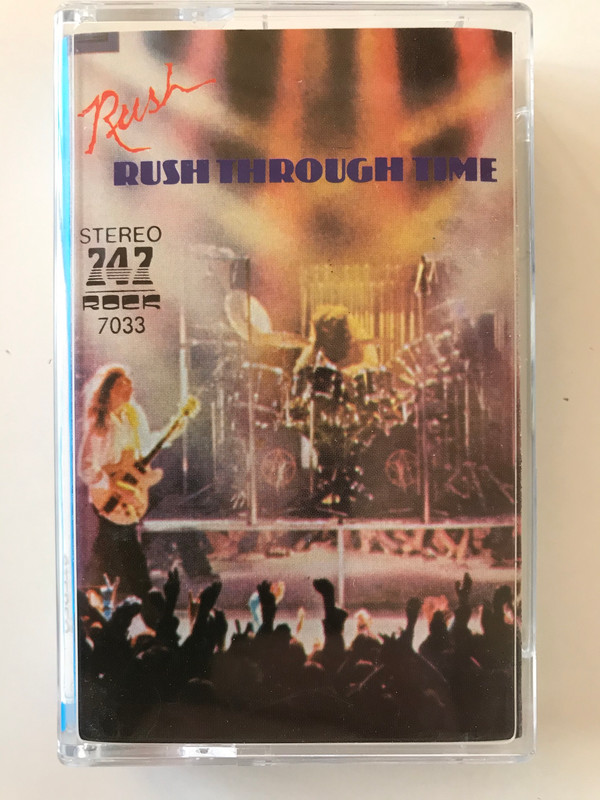 Rush
RUSH THROUGH TIME
STEREO
242
ROCK
7033